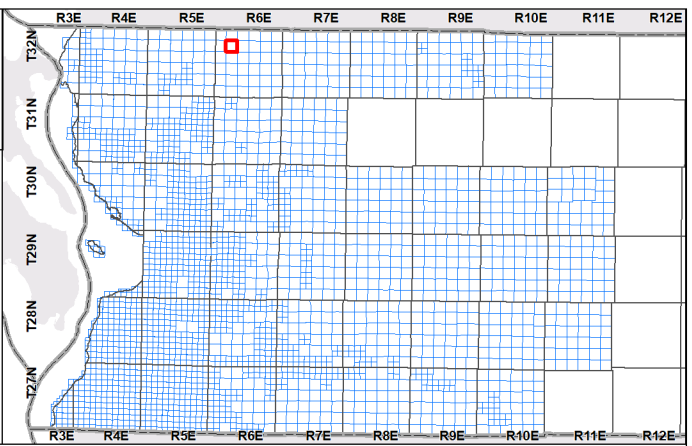 R3E R4E R5E R6E R7E R8E R9E R10E R11E R12E
T32N
T31N
T30N
T29N
T28N
T27N
R3E R4E R5E R6E R7E R8E R9E R10E R11E R12E